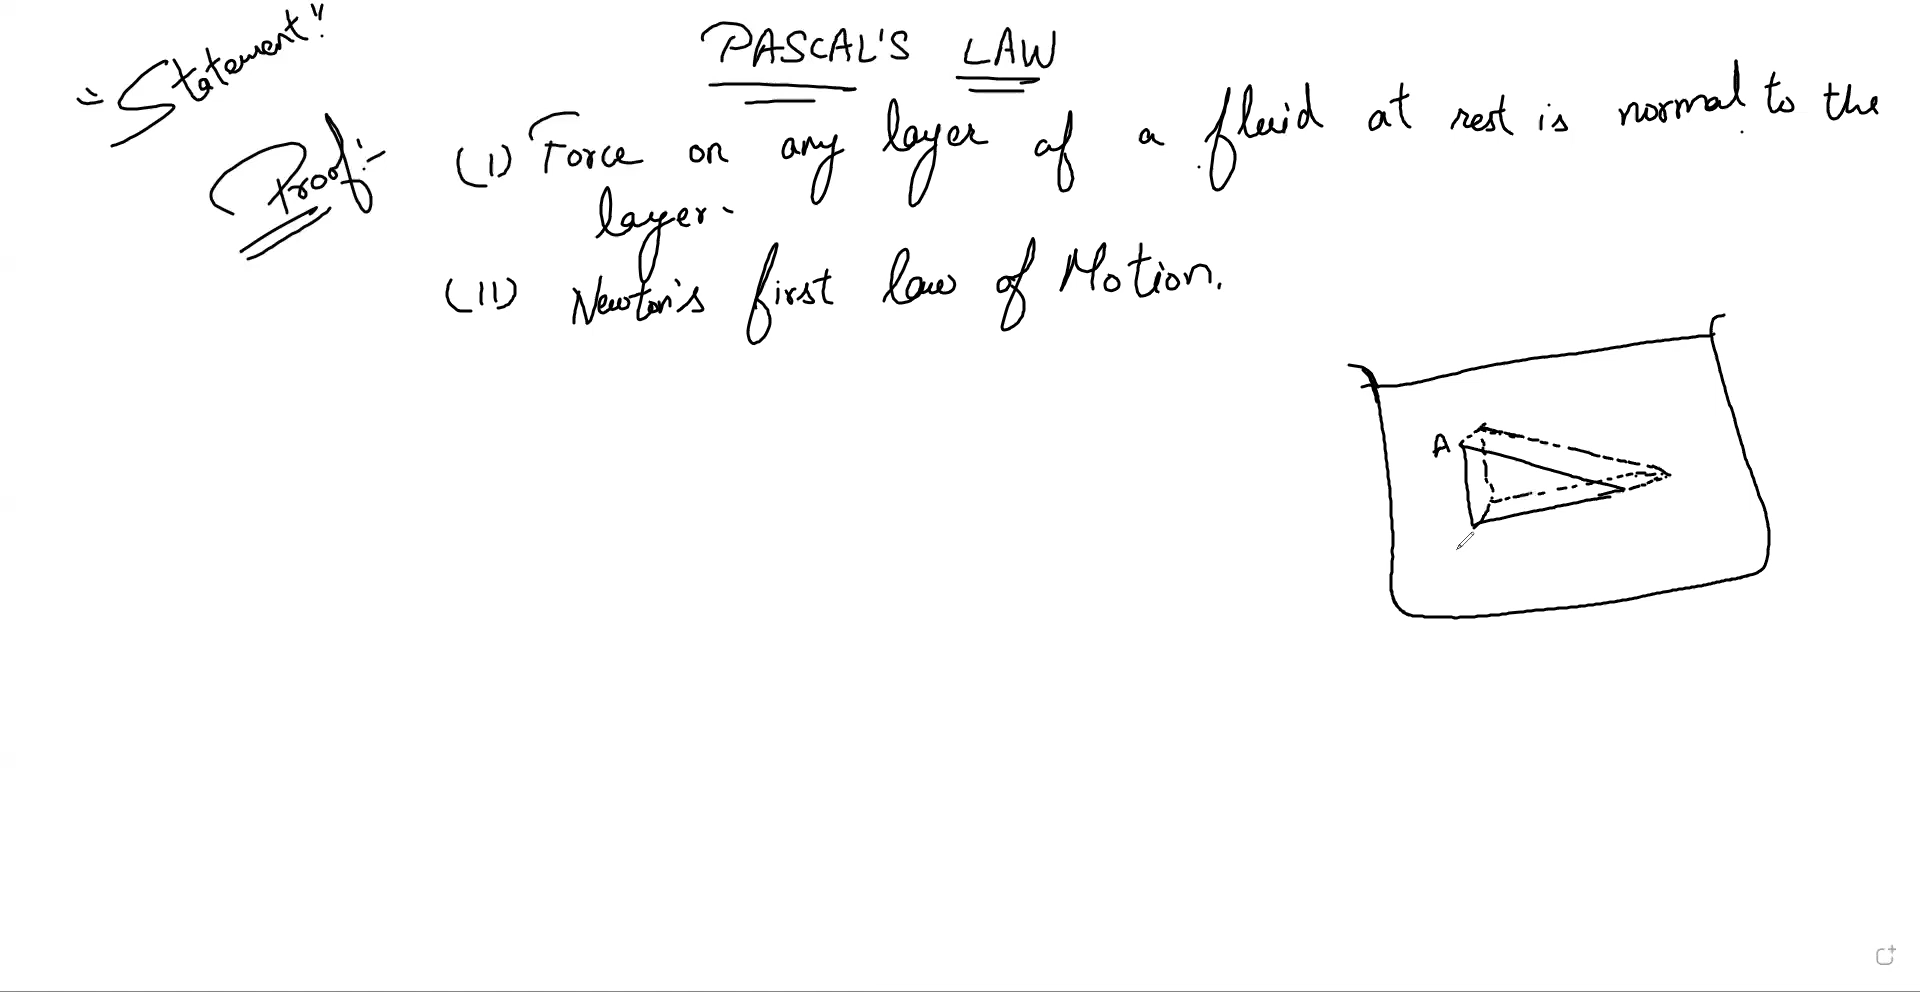 "Statement"
PASCAL'S LAW
Proof:-
(I) Force on any layer of a fluid at rest is normal to the
layer.
(II) Newton's first law of Motion.
A